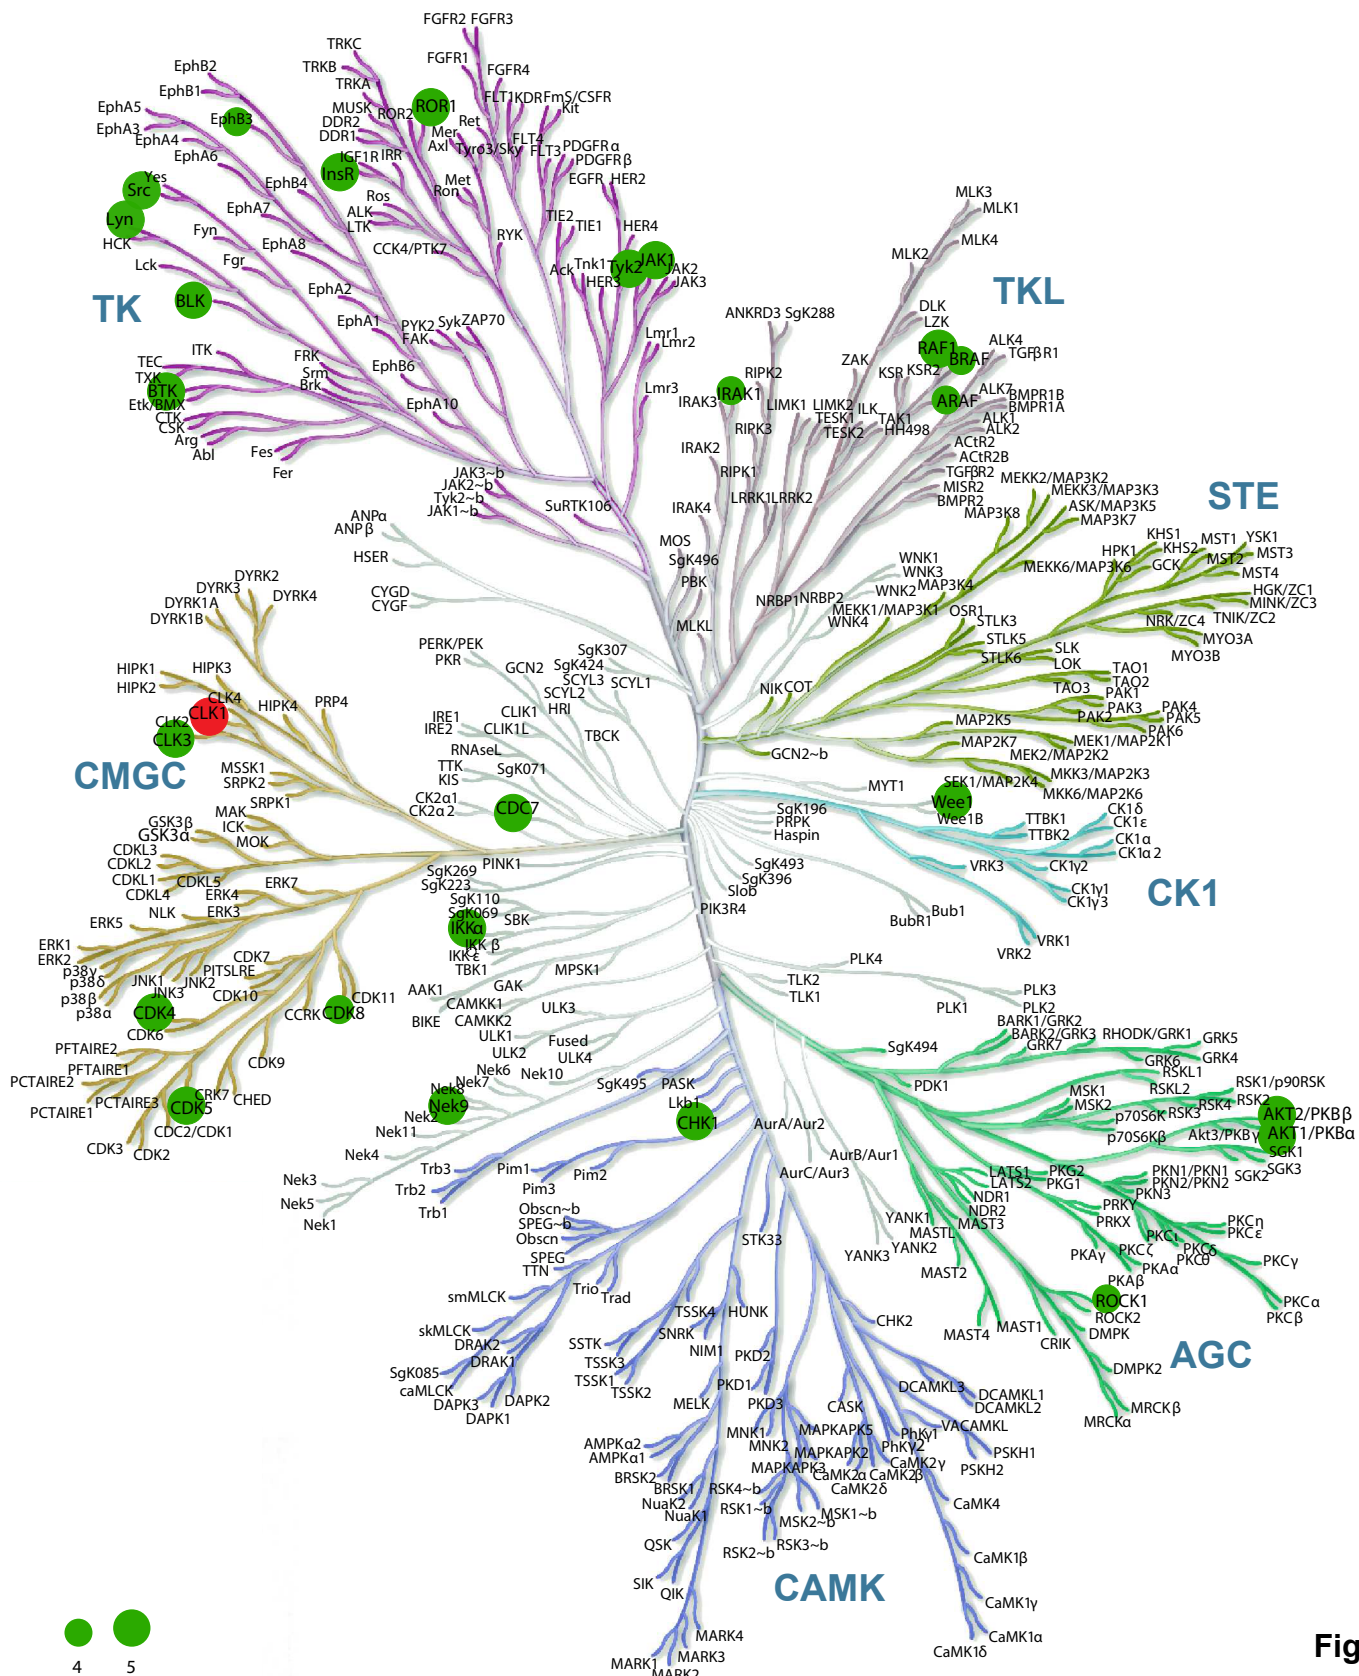 FGFR2 FGFR3
TRKC
TRKB
FGFR1
FGFR4
TRKA
EphB2
EphB1
MUSK
ROR2
ROR1
FLT1
KDR
FmS/CSFR
Kit
EphA5
EphB3
DDR2
Ret
EphA3
DDR1
Mer
Axl
Tyro3/Sky
FLT4
FLT3
PDGFRα
PDGFRβ
EphA4
EphA6
IGF1R
IRR
InsR
Met
Ron
EGFR
HER2
Yes
Src
EphB4
Ros
MLK3
MLK1
Lyn
EphA7
ALK
LTK
TIE2
TIE1
HCK
Fyn
EphA8
CCK4/PTK7
RYK
HER4
MLK4
MLK2
Lck
Fgr
Ack
Tnk1
HER3
Tyk2
JAK1
JAK2
JAK3
TKL
TK
BLK
EphA2
ANKRD3
SgK288
DLK
LZK
EphA1
PYK2
FAK
Syk
ZAP70
Lmr1
Lmr2
RAF1
BRAF
ALK4
TGFβR1
ITK
FRK
Srm
Brk
EphB6
ZAK
KSR
KSR2
TEC
TXK
BTK
Etk/BMX
EphA10
Lmr3
IRAK3
IRAK1
RIPK2
ARAF
ALK7
BMPR1B
BMPR1A
CTK
CSK
Arg
Abl
LIMK1
LIMK2
TESK1
TESK2
ILK
TAK1
HH498
ALK1
ALK2
RIPK3
Fes
Fer
IRAK2
RIPK1
ACtR2
ACtR2B
TGFβR2
MISR2
BMPR2
JAK3~b
JAK2~b
Tyk2~b
JAK1~b
LRRK1
LRRK2
MEKK2/MAP3K2
MEKK3/MAP3K3
STE
SuRTK106
IRAK4
ASK/MAP3K5
MAP3K8
MAP3K7
ANPα
ANPβ
MOS
KHS1
KHS2
MST1
YSK1
HPK1
MST3
HSER
SgK496
PBK
WNK1
WNK3
MEKK6/MAP3K6
GCK
MST2
MST4
DYRK2
DYRK3
DYRK4
DYRK1A
DYRK1B
CYGD
CYGF
NRBP1
NRBP2
WNK2
MAP3K4
MEKK1/MAP3K1
WNK4
OSR1
HGK/ZC1
MINK/ZC3
TNIK/ZC2
NRK/ZC4
MYO3A
MYO3B
MLKL
STLK3
STLK5
STLK6
SLK
LOK
PERK/PEK
PKR
GCN2
SgK307
SgK424
SCYL3
SCYL2
SCYL1
HRI
HIPK1
HIPK2
HIPK3
CLK4
CLK1
CLK2
CLK3
HIPK4
PRP4
TAO1
TAO2
TAO3
PAK1
PAK3
PAK2
PAK4
PAK5
PAK6
NIK
COT
IRE1
IRE2
CLIK1
CLIK1L
TBCK
MAP2K5
MAP2K7
MEK1/MAP2K1
MEK2/MAP2K2
GCN2~b
CMGC
RNAseL
TTK
KIS
SgK071
MSSK1
SRPK2
SRPK1
MYT1
SEK1/MAP2K4
MKK3/MAP2K3
MKK6/MAP2K6
CK2α1
CK2α2
CDC7
Wee1
Wee1B
MAK
ICK
MOK
GSK3β
GSK3α
SgK196
PRPK
Haspin
TTBK1
TTBK2
CK1δ
CK1ε
CK1α
CK1α2
CDKL3
CDKL2
CDKL1
CDKL5
CDKL4
ERK7
ERK4
ERK3
PINK1
SgK269
SgK223
SgK493
SgK396
Slob
VRK3
CK1γ2
CK1γ1
CK1γ3
CK1
NLK
ERK5
SgK110
SgK069
SBK
IKKα
IKKβ
IKKε
TBK1
PIK3R4
BubR1
Bub1
ERK1
ERK2
p38γ
p38δ
p38β
p38α
JNK1
JNK2
JNK3
CDK7
PITSLRE
CDK10
VRK1
VRK2
MPSK1
GAK
AAK1
BIKE
CAMKK1
CAMKK2
ULK3
PLK4
TLK2
TLK1
PLK3
PLK2
PLK1
CDK4
CDK6
CCRK
CDK8
CDK11
ULK1
ULK2
Fused
ULK4
BARK1/GRK2
BARK2/GRK3
RHODK/GRK1
GRK7
GRK5
GRK6
GRK4
PFTAIRE2
PFTAIRE1
PCTAIRE2
PCTAIRE1
PCTAIRE3
CDK9
CRK7
CHED
CDK5
CDC2/CDK1
CDK3
CDK2
Nek6
Nek7
Nek10
Nek8
Nek9
Nek2
Nek11
Nek4
Nek3
Nek5
Nek1
SgK495
PASK
Lkb1
CHK1
SgK494
PDK1
RSKL1
RSKL2
MSK1
MSK2
RSK1/p90RSK
RSK2
RSK4
RSK3
p70S6K
p70S6Kβ
AKT2/PKBβ
AKT1/PKBα
Akt3/PKBγ
SGK1
SGK3
SGK2
AurA/Aur2
AurB/Aur1
AurC/Aur3
Trb3
Trb2
Trb1
Pim1
Pim2
Pim3
LATS1
LATS2
NDR1
NDR2
PKG2
PKG1
PKN1/PKN1
PKN2/PKN2
PKN3
Obscn~b
SPEG~b
Obscn
SPEG
TTN
STK33
YANK1
YANK2
YANK3
MASTL
MAST3
MAST2
PRKY
PRKX
PKCι
PKCζ
PKCη
PKCε
PKCδ
PKCθ
PKCγ
PKAγ
PKAα
PKAβ
PKCα
PKCβ
Trio
Trad
smMLCK
skMLCK
TSSK4
HUNK
SNRK
NIM1
ROCK1
ROCK2
DMPK
CHK2
MAST4
MAST1
CRIK
AGC
DRAK2
DRAK1
SgK085
caMLCK
DAPK3
DAPK2
DAPK1
SSTK
TSSK3
TSSK1
TSSK2
PKD2
PKD1
PKD3
DMPK2
MRCKα
MRCKβ
MELK
DCAMKL3
DCAMKL1
DCAMKL2
CASK
VACAMKL
PSKH1
PSKH2
MNK1
MNK2
MAPKAPK5
MAPKAPK2
MAPKAPK3
PhKγ1
PhKγ2
CaMK2γ
CaMK2α
CaMK2β
CaMK2δ
AMPKα2
AMPKα1
BRSK2
BRSK1
NuaK2
NuaK1
RSK4~b
RSK1~b
MSK1~b
MSK2~b
RSK3~b
RSK2~b
CaMK4
QSK
SIK
QIK
CaMK1β
CaMK1γ
CaMK1α
CaMK1δ
CAMK
MARK4
MARK3
MARK1
MARK2
4
5
Fig